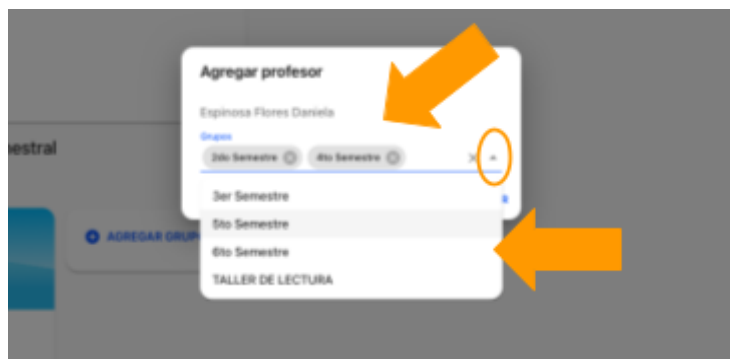 Agregar profesor
Espinosa Flores Daniela
Grupos
2do Semestre 4to Semestre
estral
3er Semestre
5to Semestre
AGREGAR GRUPO
6to Semestre
TALLER DE LECTURA